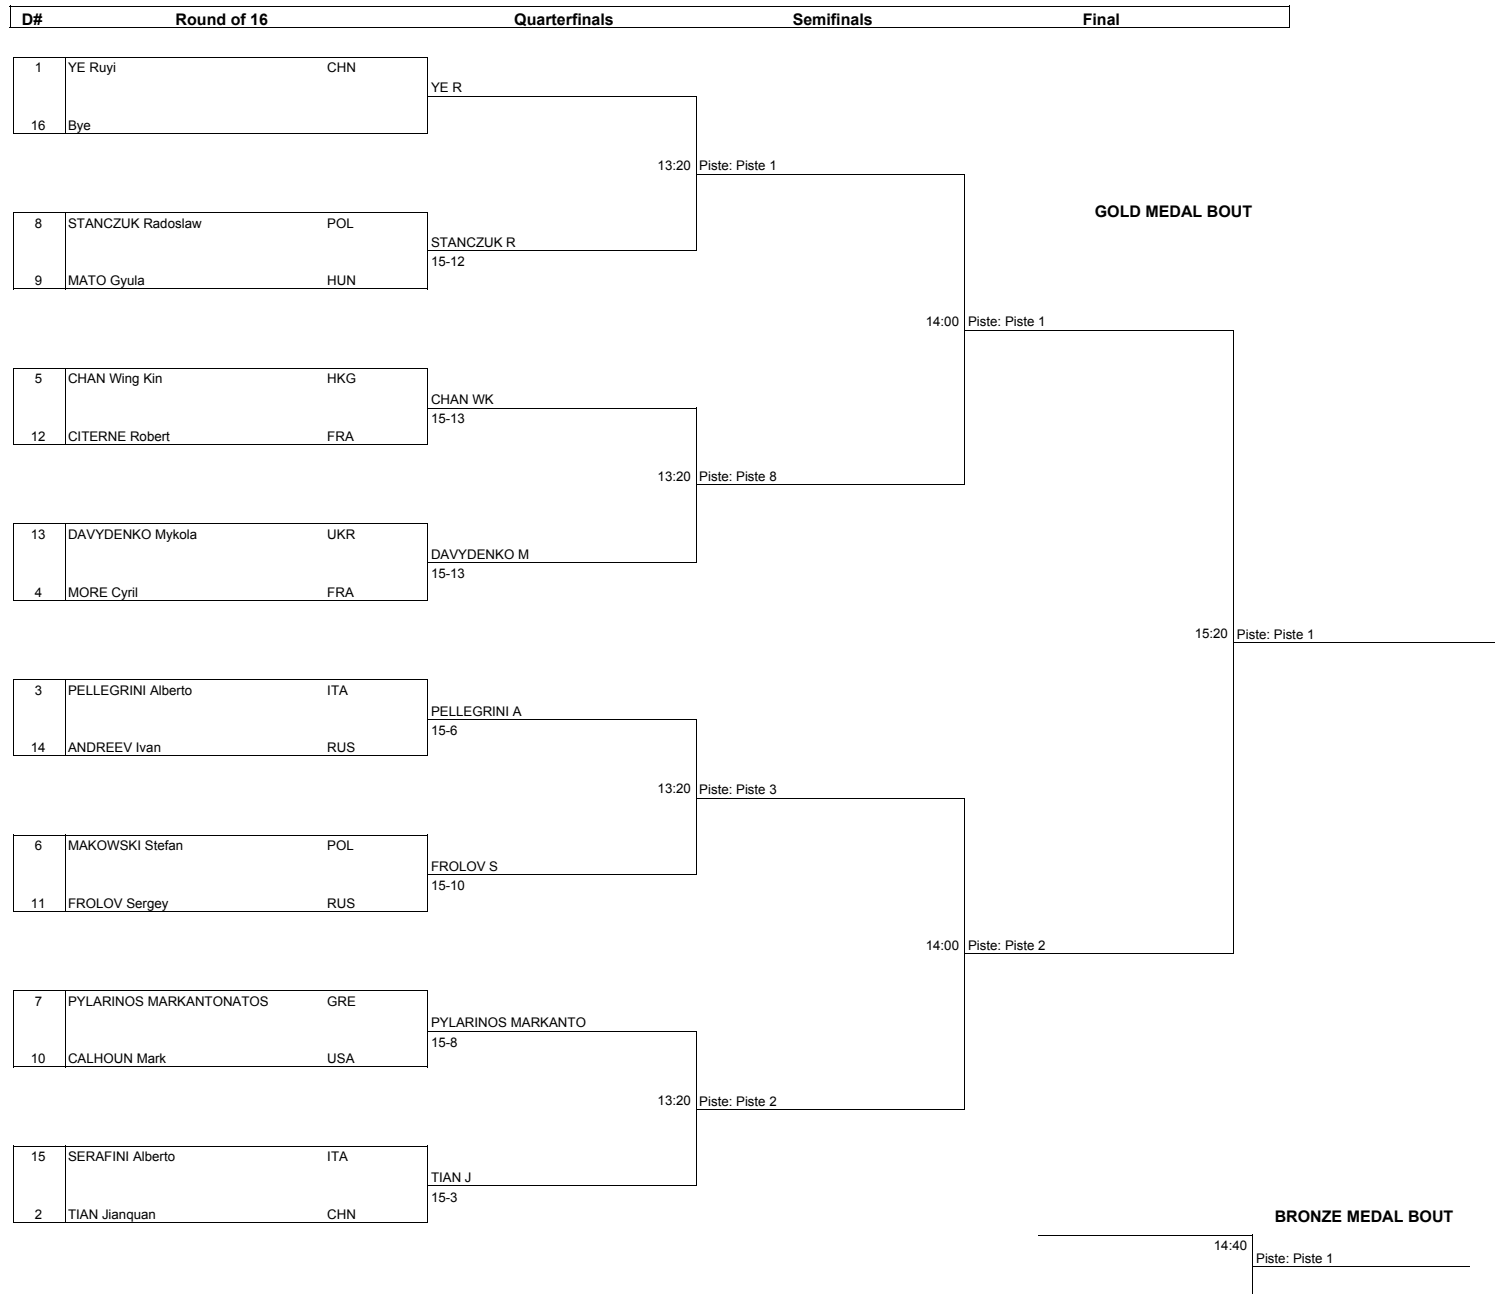 D# Round of 16 Quarterfinals Semifinals Final
1 YE Ruyi CHN
YE R
16 Bye
13:20 Piste: Piste 1
GOLD MEDAL BOUT
8 STANCZUK Radoslaw POL
STANCZUK R
15-12
9 MATO Gyula HUN
14:00 Piste: Piste 1
5 CHAN Wing Kin HKG
CHAN WK
15-13
12 CITERNE Robert FRA
13:20 Piste: Piste 8
13 DAVYDENKO Mykola UKR
DAVYDENKO M
15-13
4 MORE Cyril FRA
15:20 Piste: Piste 1
3 PELLEGRINI Alberto ITA
PELLEGRINI A
15-6
14 ANDREEV Ivan RUS
13:20 Piste: Piste 3
6 MAKOWSKI Stefan POL
FROLOV S
15-10
11 FROLOV Sergey RUS
14:00 Piste: Piste 2
7 PYLARINOS MARKANTONATOS GRE
PYLARINOS MARKANTO
15-8
10 CALHOUN Mark USA
13:20 Piste: Piste 2
15 SERAFINI Alberto ITA
TIAN J
15-3
2 TIAN Jianquan CHN
BRONZE MEDAL BOUT
14:40 Piste: Piste 1